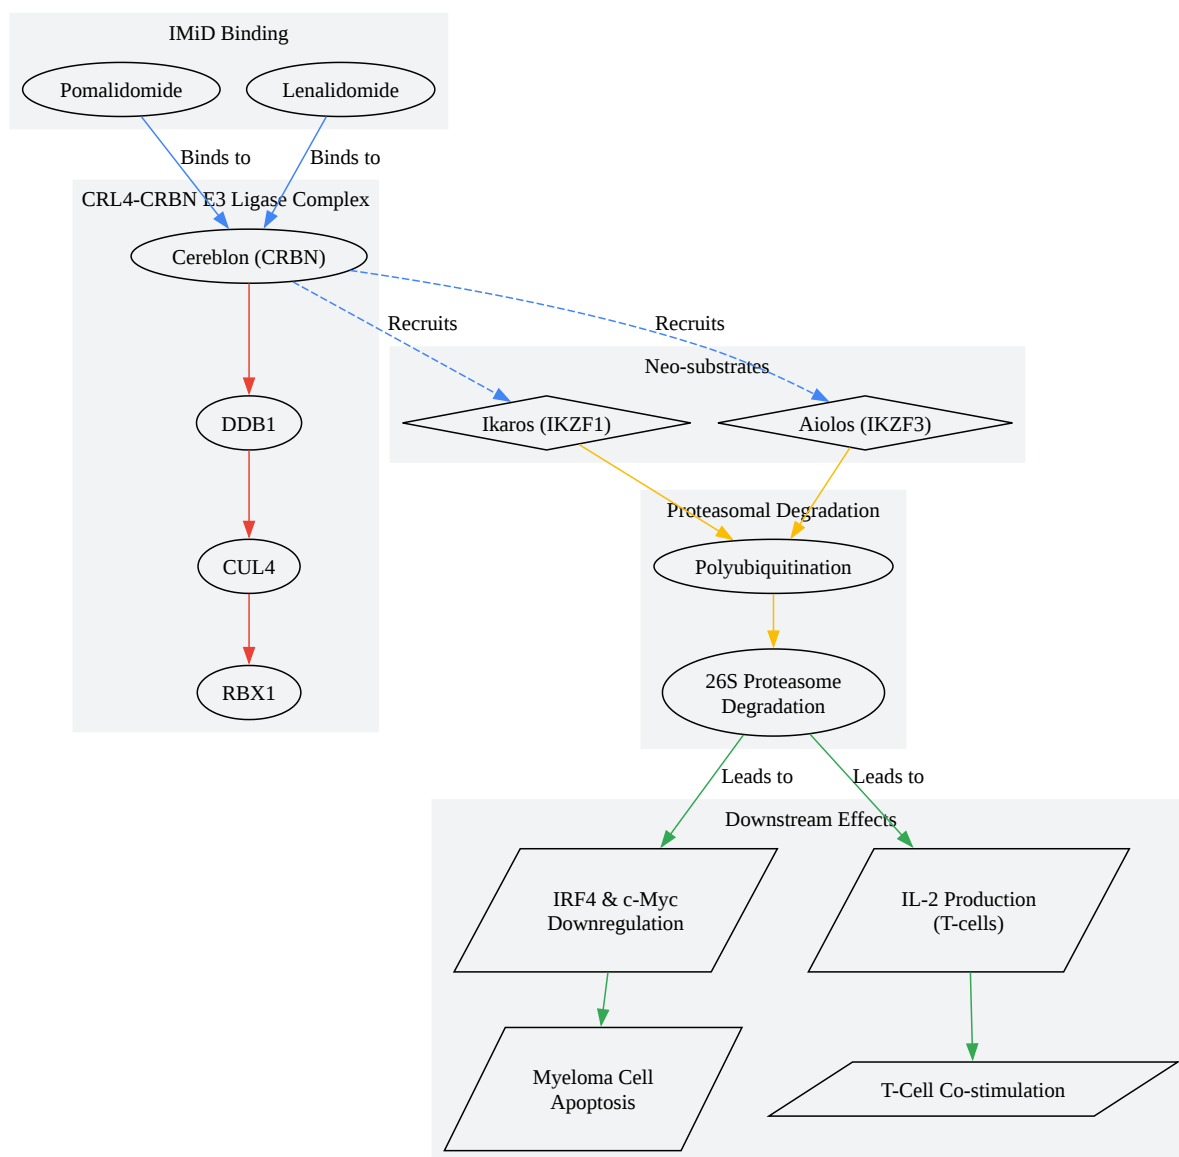 IMiD Binding
Pomalidomide
Lenalidomide
Binds to
Binds to
CRL4-CRBN E3 Ligase Complex
Cereblon (CRBN)
Recruits
Recruits
Neo-substrates
DDB1
Ikaros (IKZF1)
Aiolos (IKZF3)
Proteasomal Degradation
CUL4
Polyubiquitination
RBX1
26S Proteasome
Degradation
Leads to
Leads to
Downstream Effects
IRF4 & c-Myc
Downregulation
IL-2 Production
(T-cells)
Myeloma Cell
Apoptosis
T-Cell Co-stimulation